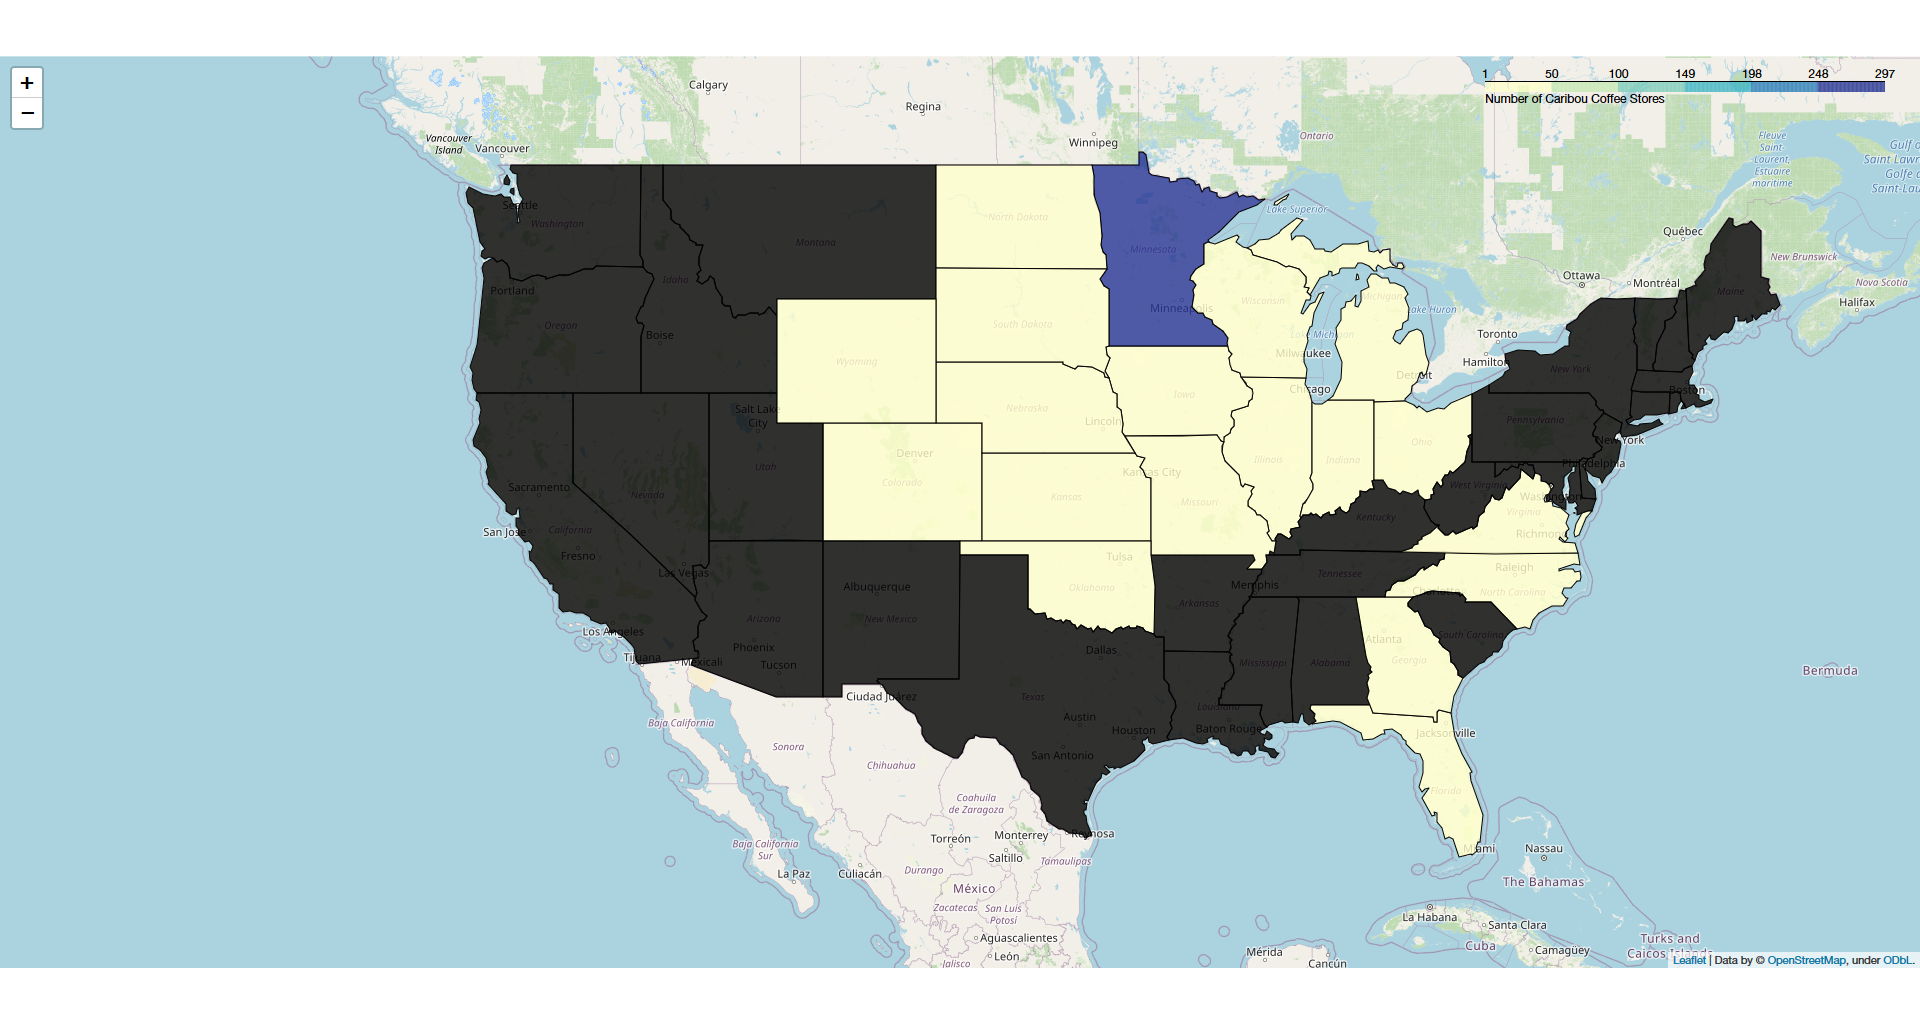 +
−
1 50 100 149 198 248 297
Number of Caribou Coffee Stores
Calgary
Regina
Winnipeg
Vancouver
Island
Vancouver
Ontario
Fleuve
Saint-
Laurent,
Estuaire
maritime
Gulf of
Saint Lawr
Golfe d
Saint-Lau
Seattle
Washington
Montana
North Dakota
Minnesota
Lake Superior
Québec
Ottawa
Montréal
New Brunswick
Nova Scotia
Halifax
Maine
Portland
Idaho
Oregon
Boise
South Dakota
Minneapolis
Wisconsin
Michigan
Lake Huron
Lake Michigan
Toronto
Hamilton
Milwaukee
Wyoming
Detroit
New York
Chicago
Boston
Salt Lake
City
Nebraska
Iowa
Lincoln
Pennsylvania
New York
Ohio
Denver
Illinois
Indiana
Philadelphia
Utah
Colorado
Kansas City
Kansas
Missouri
West Virginia
Washington
Sacramento
Nevada
Virginia
Kentucky
San Jose
California
Richmond
Fresno
Tulsa
Raleigh
Las Vegas
Albuquerque
Oklahoma
Memphis
Tennessee
Charlotte
North Carolina
Arkansas
Arizona
New Mexico
Los Angeles
Phoenix
Dallas
Atlanta
South Carolina
Tijuana
Mexicali
Tucson
Mississippi
Alabama
Georgia
Bermuda
Ciudad Juárez
Texas
Louisiana
Austin
Houston
Baton Rouge
Jacksonville
Baja California
Sonora
San Antonio
Chihuahua
Florida
Coahuila
de Zaragoza
Torreón
Monterrey
Reynosa
Baja California
Sur
Saltillo
Tamaulipas
Miami
Nassau
La Paz
Culiacán
Durango
México
The Bahamas
Zacatecas
San Luis
Potosí
La Habana
Santa Clara
Aguascalientes
Cuba
Camagüey
Turks and
Caicos Islands
León
Jalisco
Mérida
Cancún
Leaflet | Data by © OpenStreetMap, under ODbL.